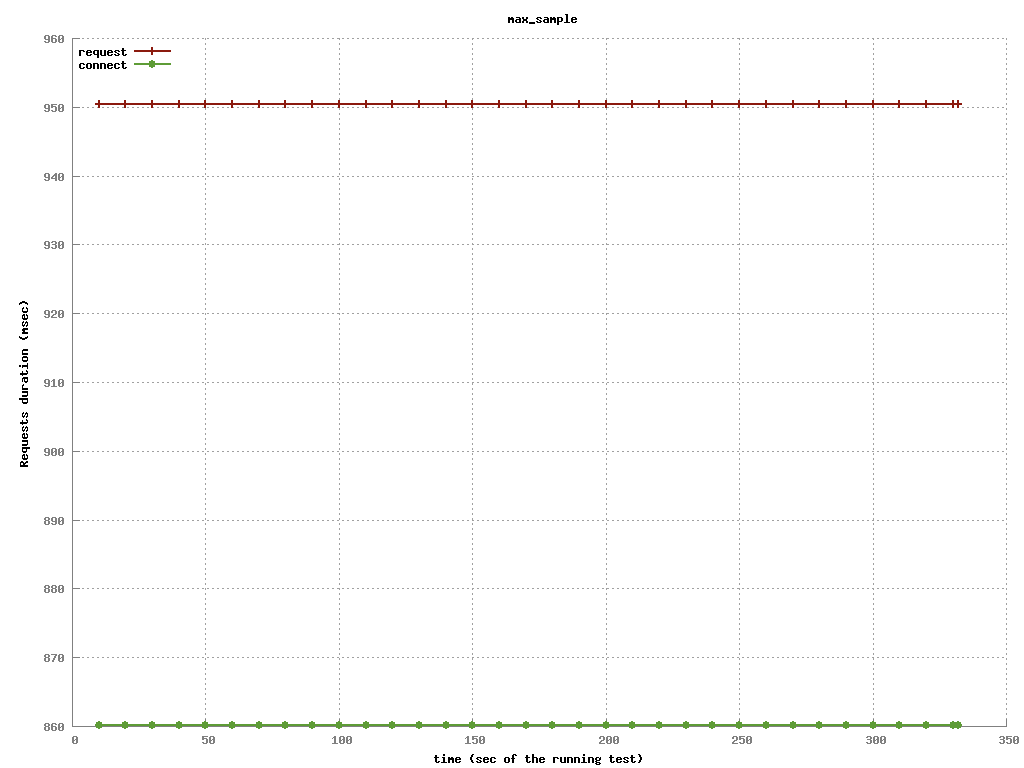 max_sample
960
950
940
930
920
910
900
890
880
870
860
request
connect
Requests duration (msec)
0 50 100 150 200 250 300 350
time (sec of the running test)